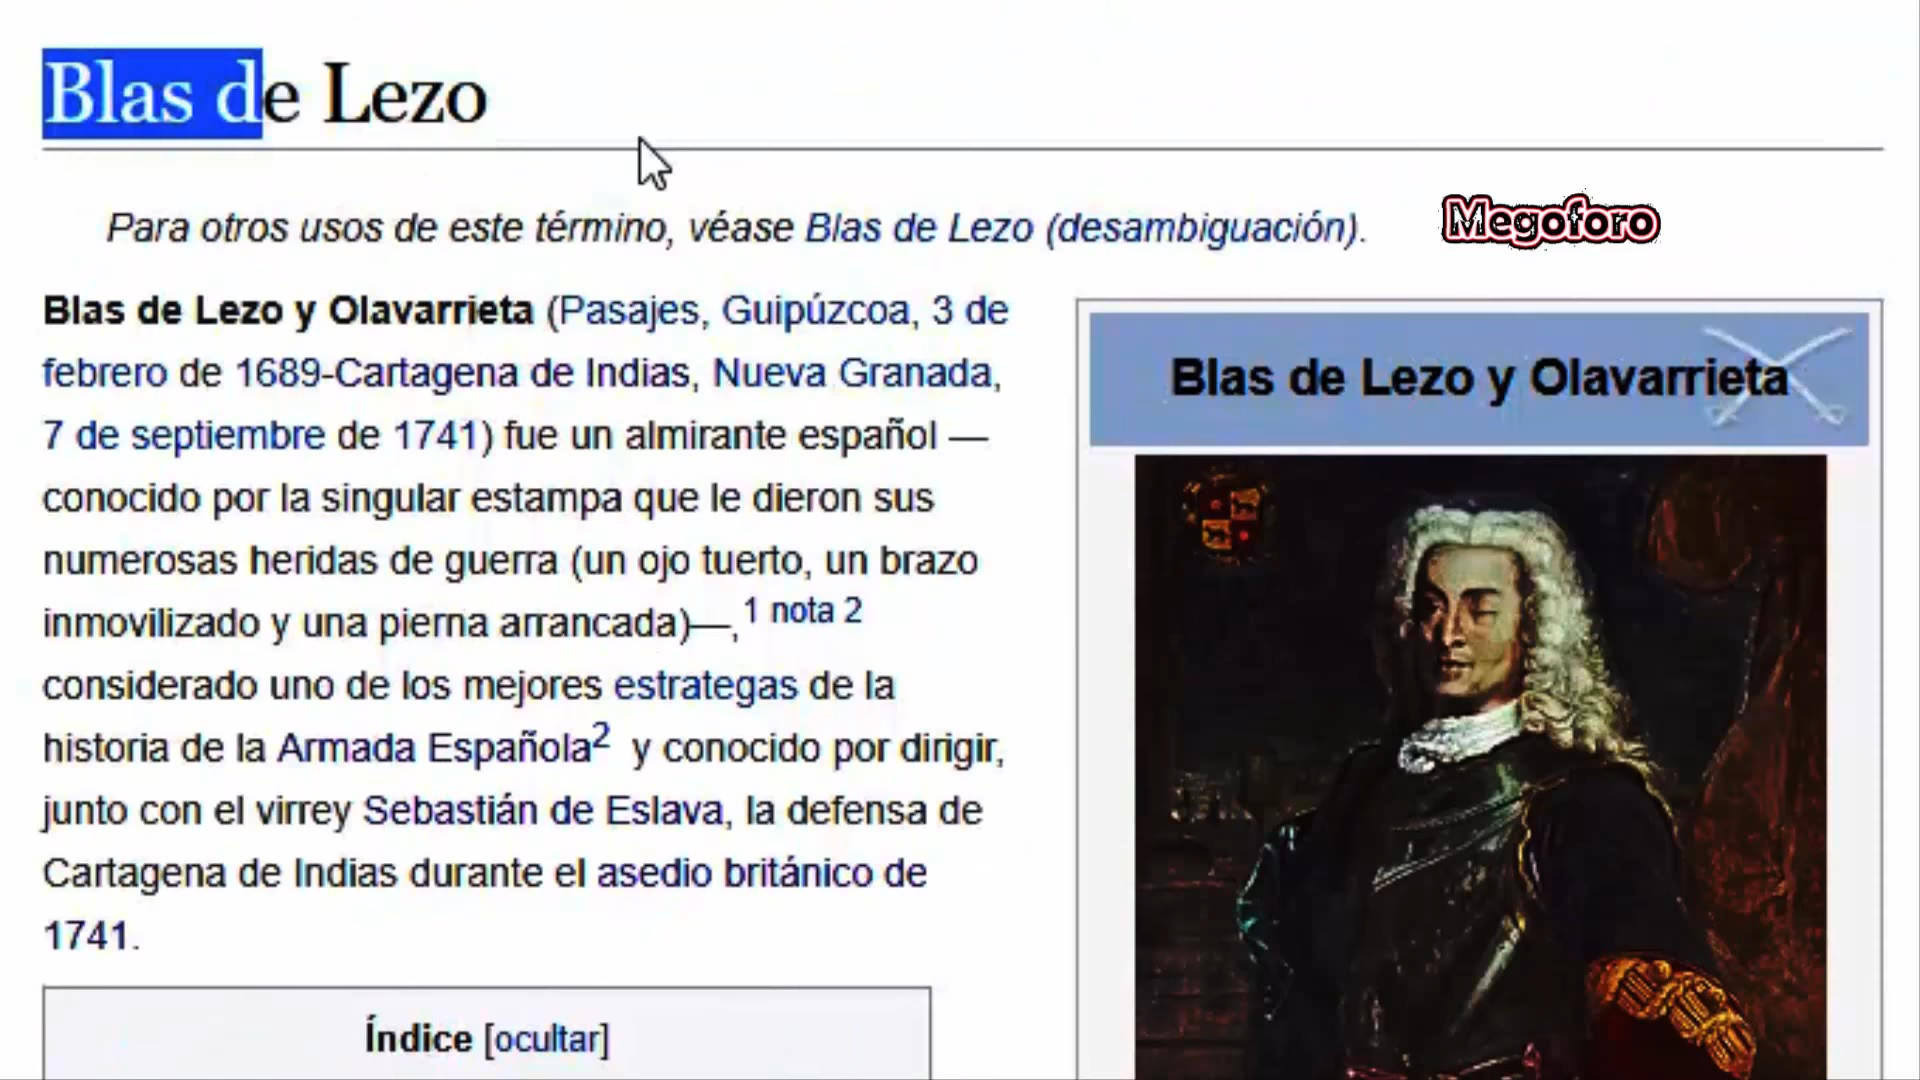 Blas de Lezo
Para otros usos de este término, véase Blas de Lezo (desambiguación).
Megoforo
Blas de Lezo y Olavarrieta (Pasajes, Guipúzcoa, 3 de
febrero de 1689-Cartagena de Indias, Nueva Granada,
7 de septiembre de 1741) fue un almirante español —
conocido por la singular estampa que le dieron sus
numerosas heridas de guerra (un ojo tuerto, un brazo
inmovilizado y una pierna arrancada)—,1 nota 2
considerado uno de los mejores estrategas de la
historia de la Armada Española2 y conocido por dirigir,
junto con el virrey Sebastián de Eslava, la defensa de
Cartagena de Indias durante el asedio británico de
1741.
Índice [ocultar]
Blas de Lezo y Olavarrieta